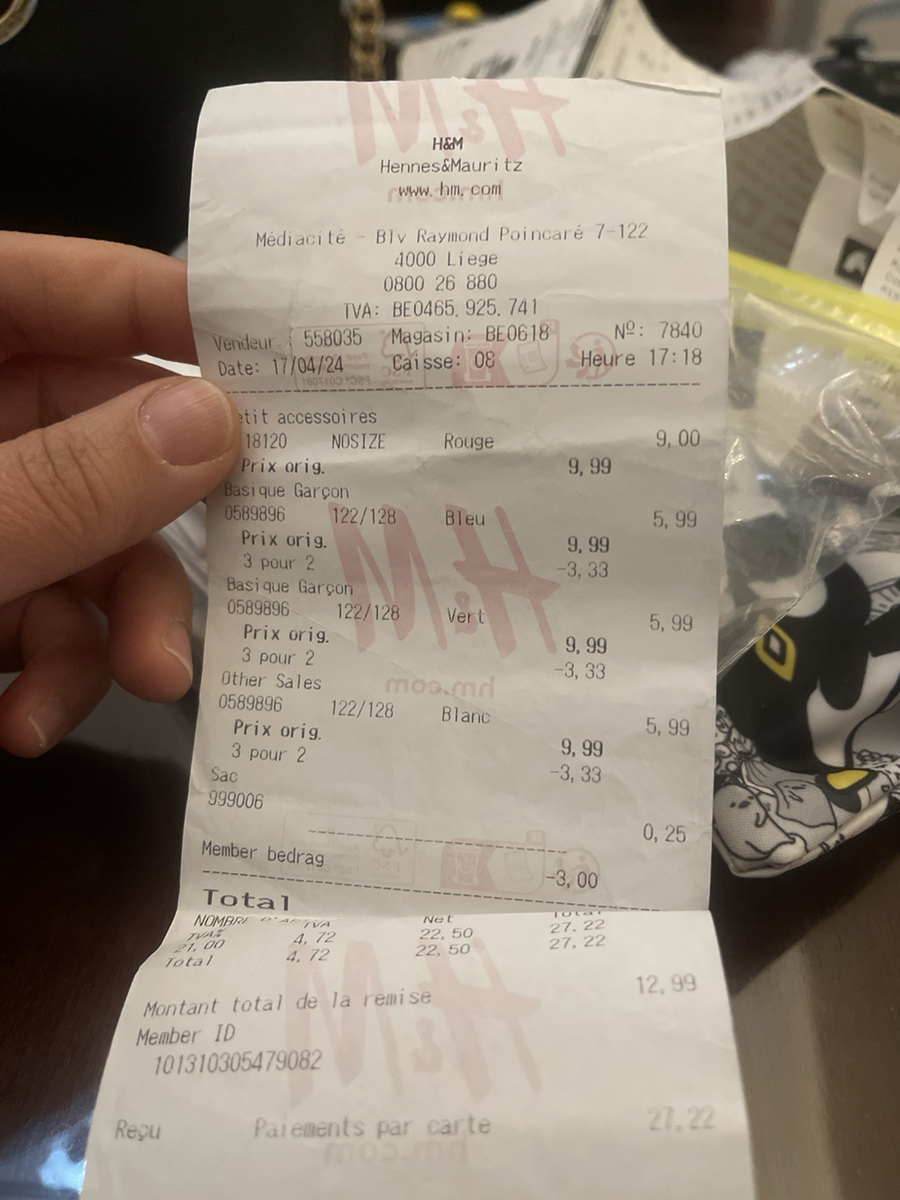 H&M
H&M
Hennes&Mauritz
www.hm.com
Médiacité - Blv Raymond Poincaré 7-122
4000 Liege
0800 26 880
TVA: BE0465.925.741
Vendeur : 558035 Magasin: BE0618 Nº: 7840
Date: 17/04/24 Caisse: 08 Heure 17:18
etit accessoires
18120 NOSIZE Rouge 9,00
Prix orig. 9,99
Basique Garçon
0589896 122/128 Bleu 5,99
Prix orig. 9,99
3 pour 2 -3,33
Basique Garçon
0589896 122/128 Vert 5,99
Prix orig. 9,99
3 pour 2 -3,33
Other Sales
0589896 122/128 Blanc 5,99
Prix orig. 9,99
3 pour 2 -3,33
Sac
999006 0,25
Member bedrag -3,00
Total
NOMBRE TVA Net Total
TVA%
21,00 4,72 22,50 27,22
Total 4,72 22,50 27,22
Montant total de la remise 12,99
Member ID
101310305479082
Reçu Paiements par carte 27,22
H&M
hm.com
H&M
hm.com